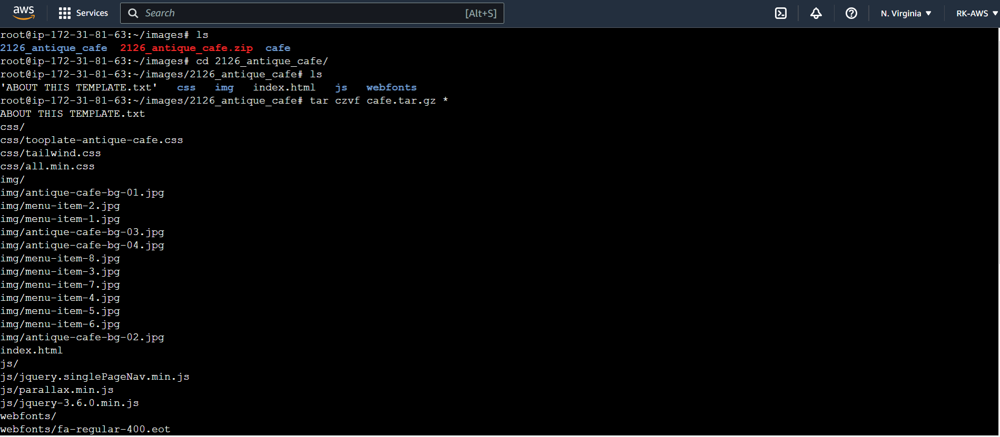 aws Services Search [Alt+S] N. Virginia RK-AWS
root@ip-172-31-81-63:~/images# ls
2126_antique_cafe 2126_antique_cafe.zip cafe
root@ip-172-31-81-63:~/images# cd 2126_antique_cafe/
root@ip-172-31-81-63:~/images/2126_antique_cafe# ls
'ABOUT THIS TEMPLATE.txt' css img index.html js webfonts
root@ip-172-31-81-63:~/images/2126_antique_cafe# tar czvf cafe.tar.gz *
ABOUT THIS TEMPLATE.txt
css/
css/tooplate-antique-cafe.css
css/tailwind.css
css/all.min.css
img/
img/antique-cafe-bg-01.jpg
img/menu-item-2.jpg
img/menu-item-1.jpg
img/antique-cafe-bg-03.jpg
img/antique-cafe-bg-04.jpg
img/menu-item-8.jpg
img/menu-item-3.jpg
img/menu-item-7.jpg
img/menu-item-4.jpg
img/menu-item-5.jpg
img/menu-item-6.jpg
img/antique-cafe-bg-02.jpg
index.html
js/
js/jquery.singlePageNav.min.js
js/parallax.min.js
js/jquery-3.6.0.min.js
webfonts/
webfonts/fa-regular-400.eot